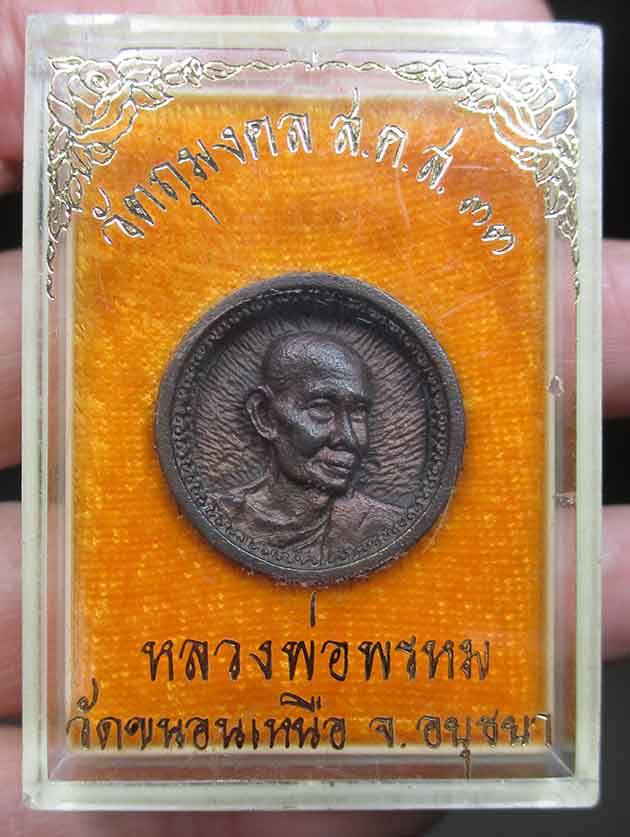 วัตถุมงคล ส.ค.ส. ๓๓
หลวงพ่อพรหม
วัดขนอนเหนือ จ. อยุธยา